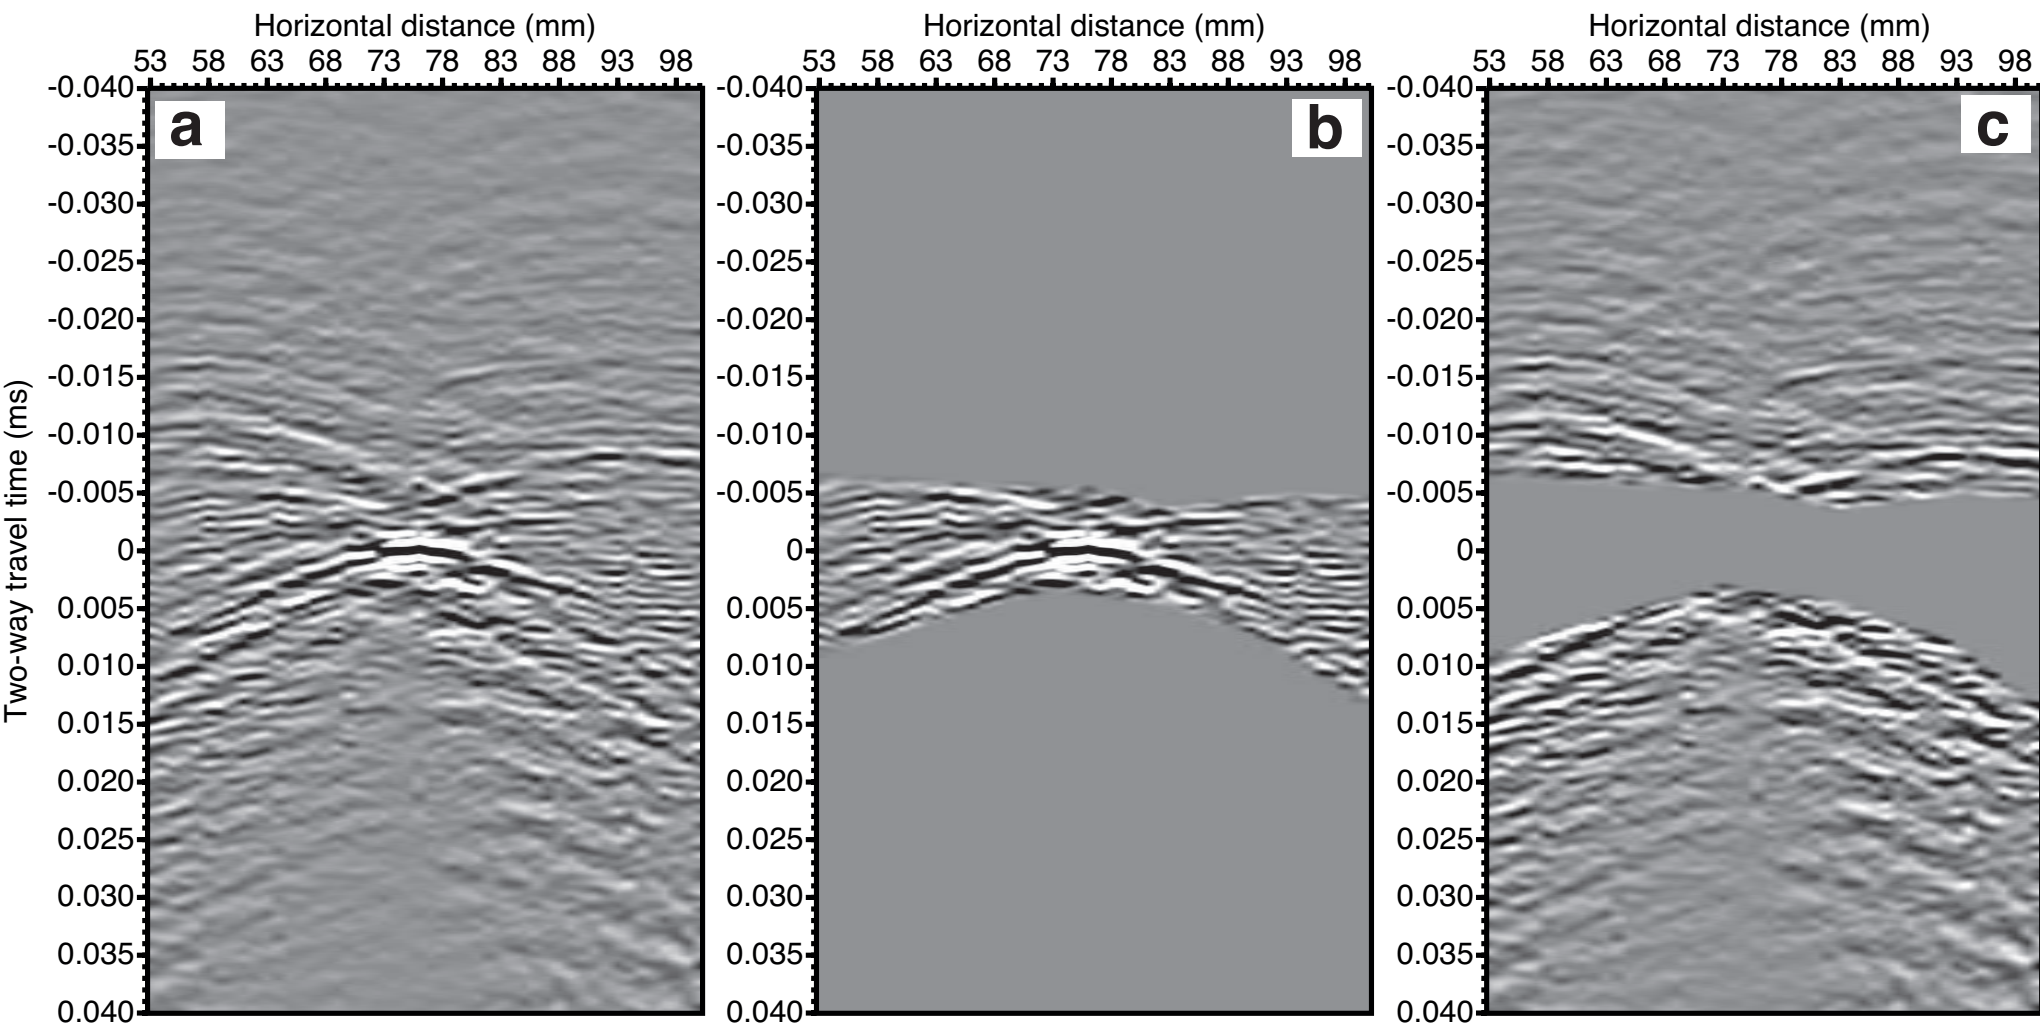 Horizontal distance (mm) Horizontal distance (mm) Horizontal distance (mm)
53 58 63 68 73 78 83 88 93 98 53 58 63 68 73 78 83 88 93 98 53 58 63 68 73 78 83 88 93 98
-0.040 -0.040 -0.040
a b c
-0.035 -0.035 -0.035
-0.030 -0.030 -0.030
-0.025 -0.025 -0.025
-0.020 -0.020 -0.020
-0.015 -0.015 -0.015
-0.010 -0.010 -0.010
-0.005 -0.005 -0.005
0 0 0
0.005 0.005 0.005
0.010 0.010 0.010
0.015 0.015 0.015
0.020 0.020 0.020
0.025 0.025 0.025
0.030 0.030 0.030
0.035 0.035 0.035
0.040 0.040 0.040
Two-way travel time (ms)